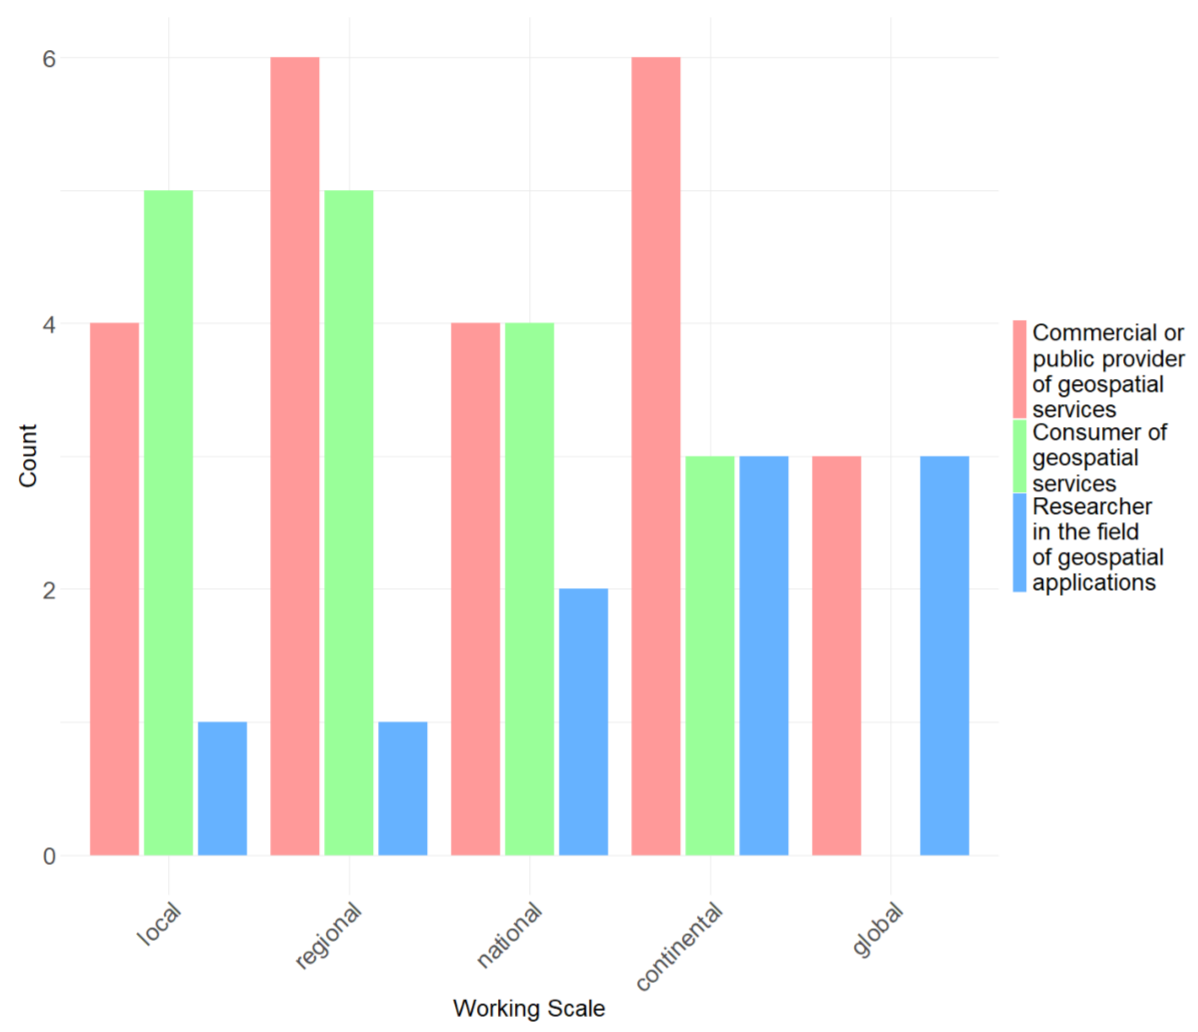 6
4
2
0
Count
local
regional
national
continental
global
Working Scale
Commercial or
public provider
of geospatial
services
Consumer of
geospatial
services
Researcher
in the field
of geospatial
applications